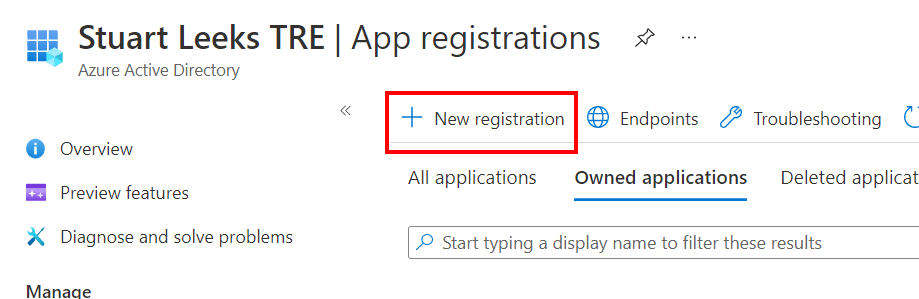 Stuart Leeks TRE | App registrations
Azure Active Directory
New registration
Endpoints
Troubleshooting
Overview
Preview features
Diagnose and solve problems
Manage
All applications
Owned applications
Deleted applicat
Start typing a display name to filter these results